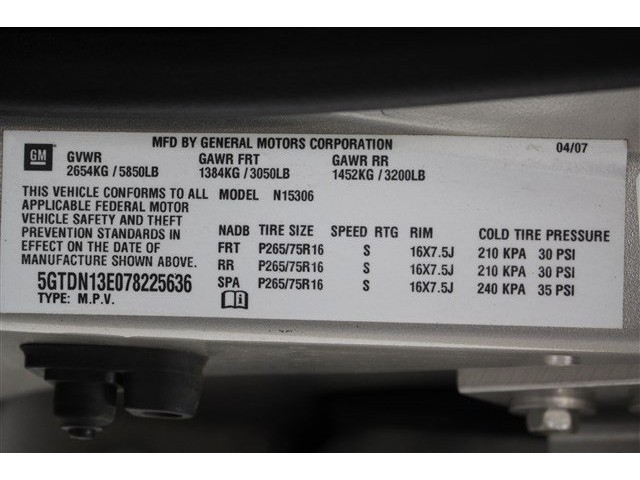 MFD BY GENERAL MOTORS CORPORATION 04/07
GM
GVWR GAWR FRT GAWR RR
2654KG / 5850LB 1384KG / 3050LB 1452KG / 3200LB
THIS VEHICLE CONFORMS TO ALL
APPLICABLE FEDERAL MOTOR
VEHICLE SAFETY AND THEFT
PREVENTION STANDARDS IN
EFFECT ON THE DATE OF
MANUFACTURE SHOWN ABOVE.
5GTDN13E078225636
TYPE: M.P.V.
MODEL N15306
NADB TIRE SIZE SPEED RTG RIM COLD TIRE PRESSURE
FRT P265/75R16 S 16X7.5J 210 KPA 30 PSI
RR P265/75R16 S 16X7.5J 210 KPA 30 PSI
SPA P265/75R16 S 16X7.5J 240 KPA 35 PSI